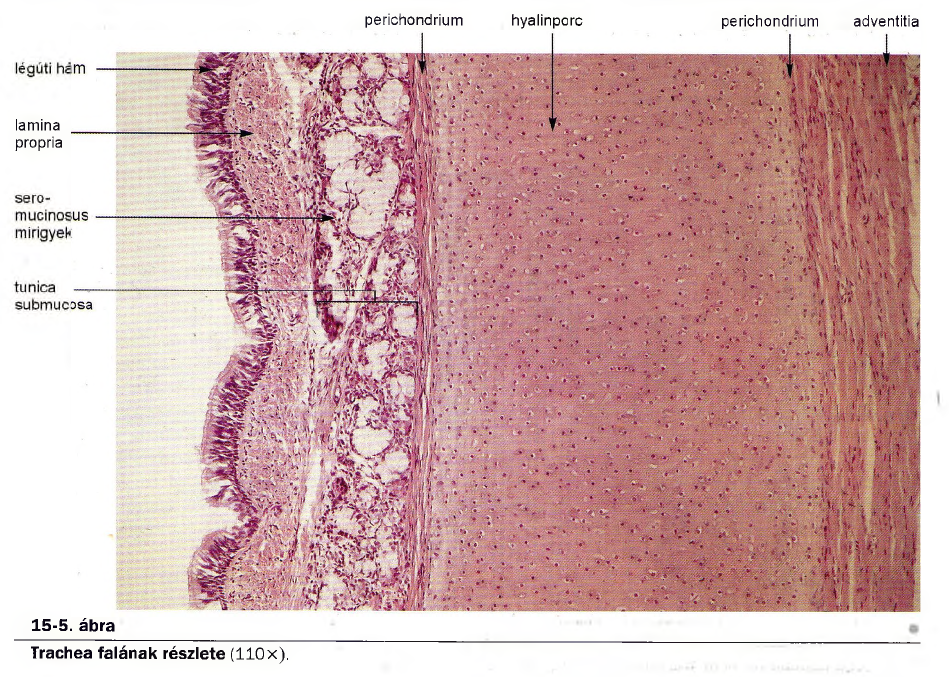 perichondrium hyalinporc perichondrium adventitia
légúti hám
lamina
propria
sero-
mucinosus
mirigyek
tunica
submucosa
15-5. ábra
Trachea falának részlete (110×).